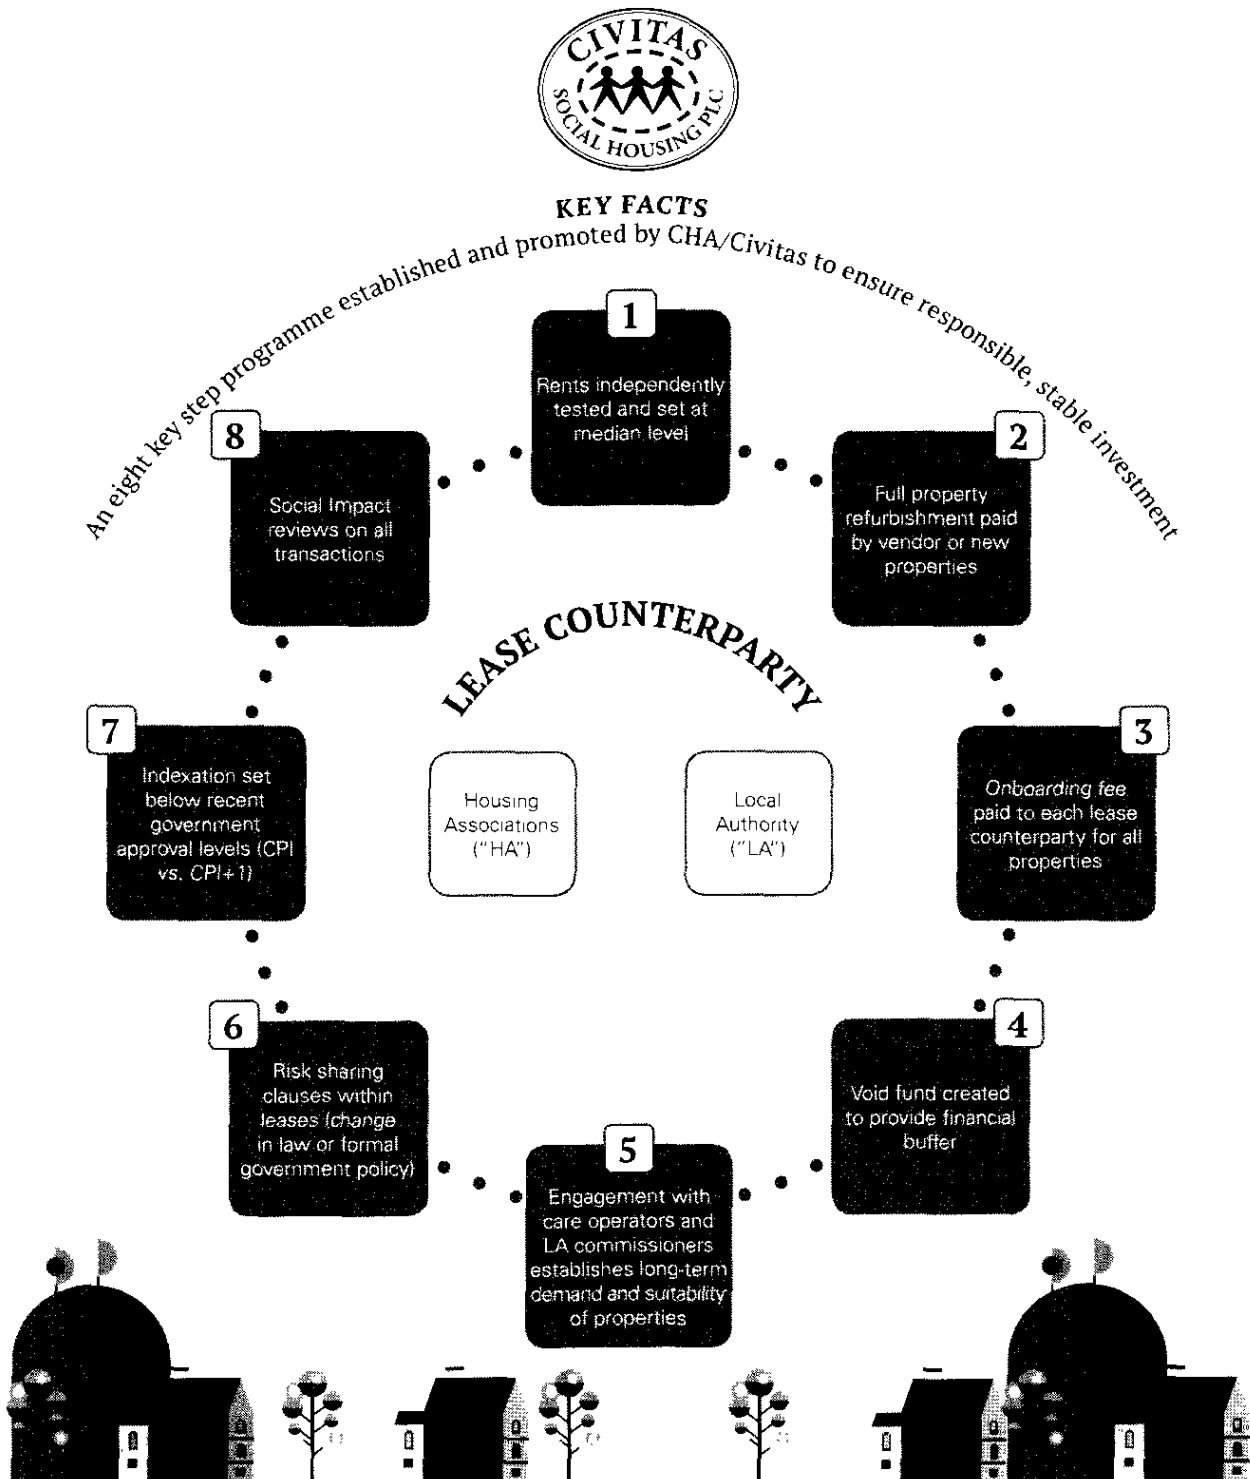 CIVITAS
SOCIAL HOUSING PLC
KEY FACTS
An eight key step programme established and promoted by CHA/Civitas to ensure responsible, stable investment
1
Rents independently
tested and set at
median level
2
Full property
refurbishment paid
by vendor or new
properties
3
Onboarding fee
paid to each lease
counterparty for all
properties
4
Void fund created
to provide financial
buffer
5
Engagement with
care operators and
LA commissioners
establishes long-term
demand and suitability
of properties
6
Risk sharing
clauses within
leases (change
in law or formal
government policy)
7
Indexation set
below recent
government
approval levels (CPI
vs. CPI+1)
8
Social Impact
reviews on all
transactions
LEASE COUNTERPARTY
Housing
Associations
("HA")
Local
Authority
("LA")